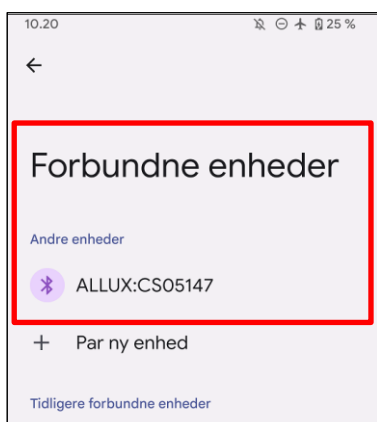 10.20 25 %
Forbundne enheder
Andre enheder
ALLUX:CS05147
Par ny enhed
Tidligere forbundne enheder